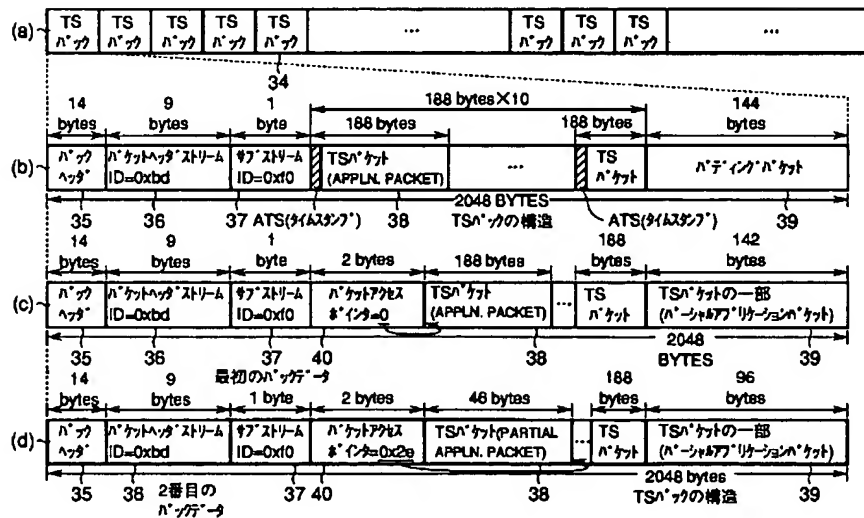 (a) TS パック TS パック TS パック TS パック TS パック … TS パック TS パック TS パック …
34
188 bytes×10
14 bytes 9 bytes 1 byte 188 bytes 188 bytes 144 bytes
(b) パック ヘッダ パケットヘッダストリーム ID=0xbd サブストリーム ID=0xf0 TSパケット (APPLN. PACKET) … TS パケット パディングパケット
2048 BYTES
35 36 37 ATS(タイムスタンプ) 38 TSパックの構造 ATS(タイムスタンプ) 39
14 bytes 9 bytes 1 byte 2 bytes 188 bytes 188 bytes 142 bytes
(c) パック ヘッダ パケットヘッダストリーム ID=0xbd サブストリーム ID=0xf0 パケットアクセス ポインタ=0 TSパケット (APPLN. PACKET) … TS パケット TSパケットの一部 (パーシャルアプリケーションパケット)
2048 BYTES
35 36 37 40 38 39
最初のパックデータ
14 bytes 9 bytes 1 byte 2 bytes 46 bytes 188 bytes 96 bytes
(d) パック ヘッダ パケットヘッダストリーム ID=0xbd サブストリーム ID=0xf0 パケットアクセス ポインタ=0x2e TSパケット(PARTIAL APPLN. PACKET) … TS パケット TSパケットの一部 (パーシャルアプリケーションパケット)
2048 bytes
35 36 37 40 38 39
2番目の パックデータ
TSパックの構造